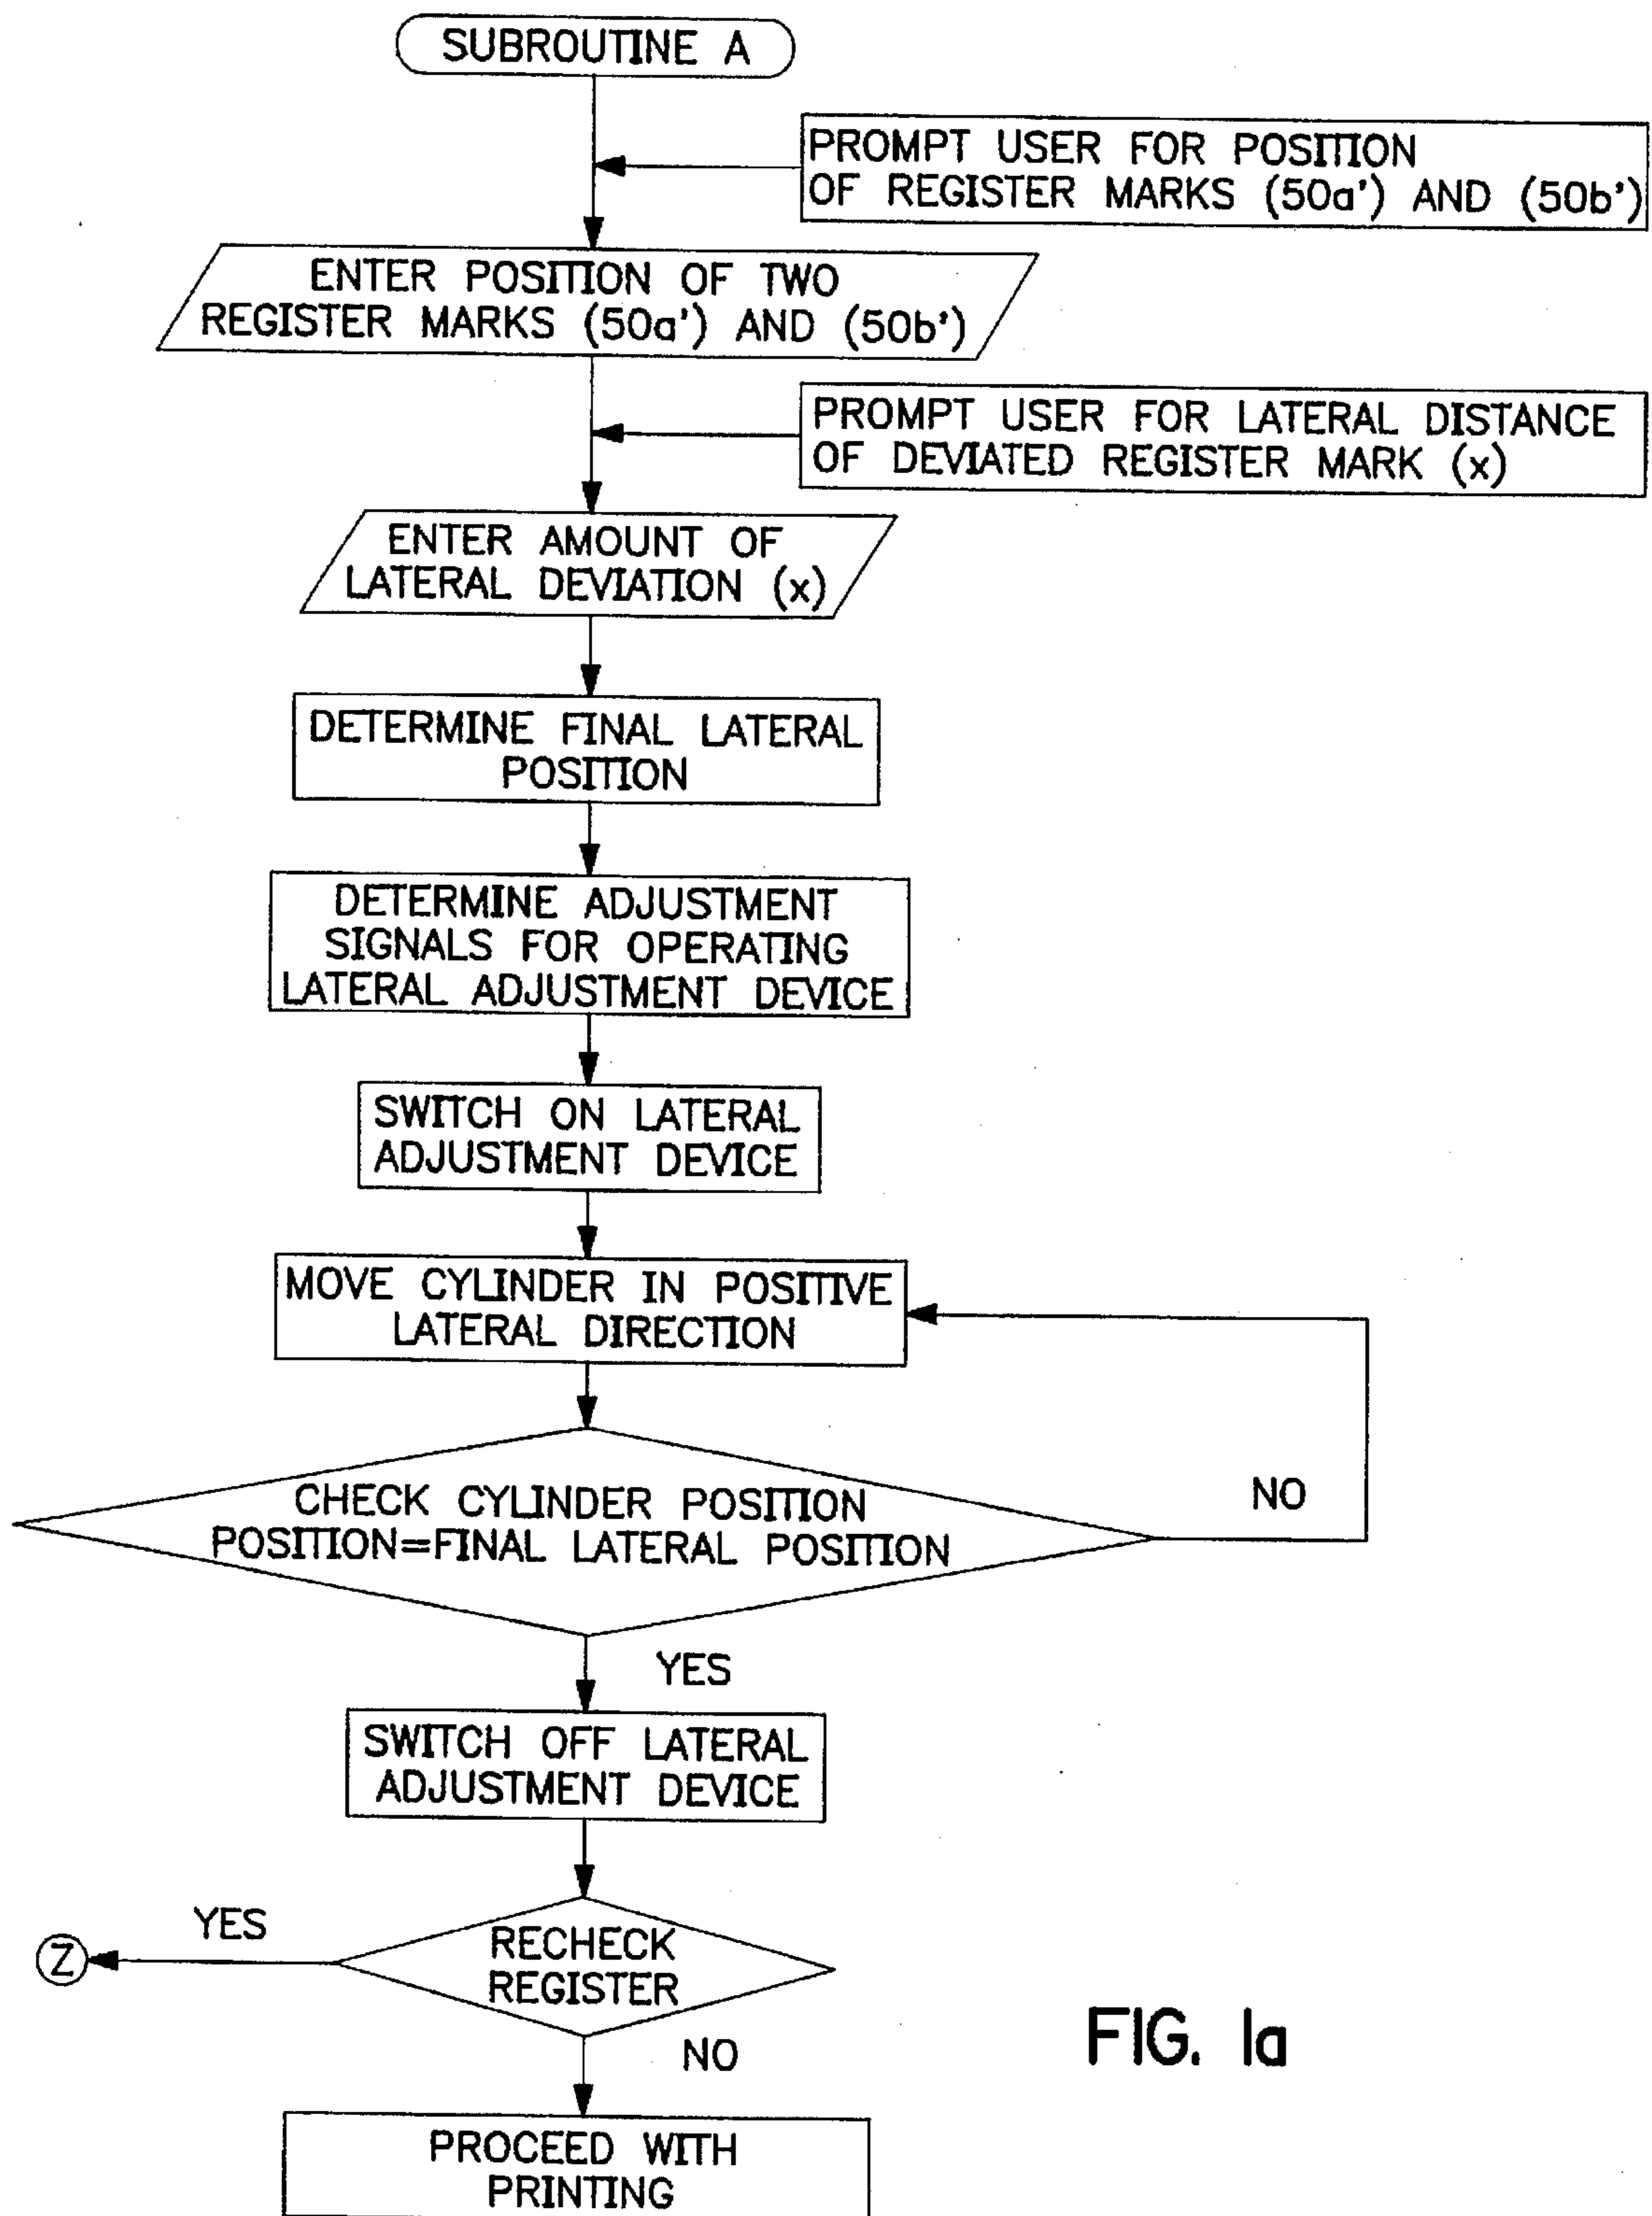 SUBROUTINE A
PROMPT USER FOR POSITION
OF REGISTER MARKS (50a') AND (50b')
ENTER POSITION OF TWO
REGISTER MARKS (50a') AND (50b')
PROMPT USER FOR LATERAL DISTANCE
OF DEVIATED REGISTER MARK (x)
ENTER AMOUNT OF
LATERAL DEVIATION (x)
DETERMINE FINAL LATERAL
POSITION
DETERMINE ADJUSTMENT
SIGNALS FOR OPERATING
LATERAL ADJUSTMENT DEVICE
SWITCH ON LATERAL
ADJUSTMENT DEVICE
MOVE CYLINDER IN POSITIVE
LATERAL DIRECTION
NO
CHECK CYLINDER POSITION
POSITION=FINAL LATERAL POSITION
YES
SWITCH OFF LATERAL
ADJUSTMENT DEVICE
YES
Z
RECHECK
REGISTER
NO
FIG. 1a
PROCEED WITH
PRINTING